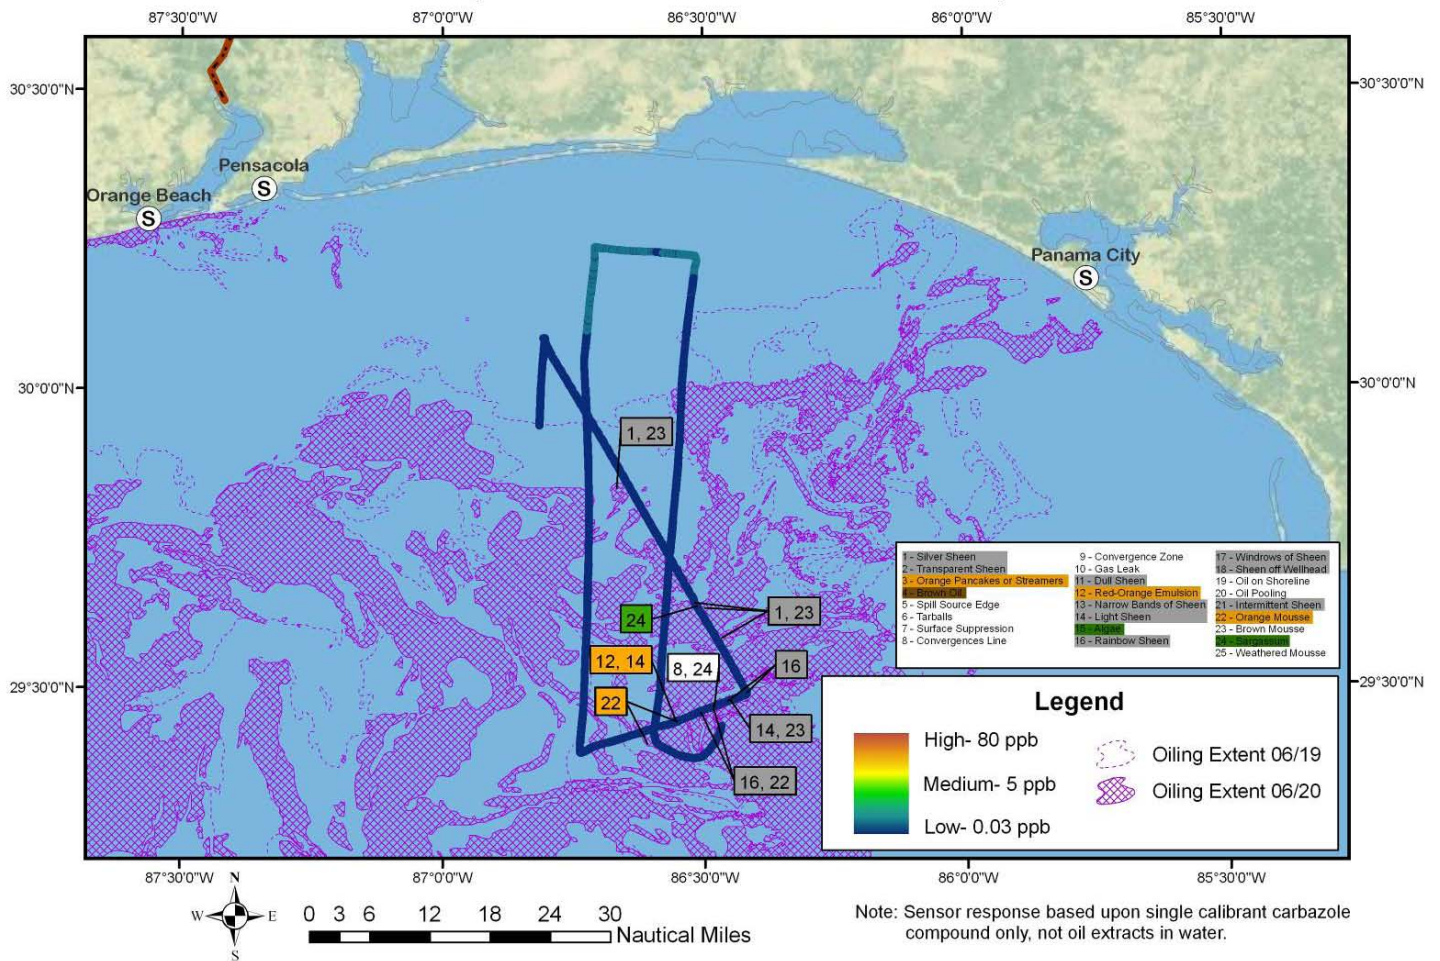 87°30'0"W 87°0'0"W 86°30'0"W 86°0'0"W 85°30'0"W
30°30'0"N 30°30'0"N
Pensacola
S
Orange Beach
S
Panama City
S
30°0'0"N 30°0'0"N
1, 23
24
1, 23
12, 14
8, 24
16
22
14, 23
16, 22
29°30'0"N 29°30'0"N
1 - Silver Sheen
2 - Transparent Sheen
3 - Orange Pancakes or Streamers
4 - Brown Oil
5 - Spill Source Edge
6 - Tarballs
7 - Surface Suppression
8 - Convergences Line
9 - Convergence Zone
10 - Gas Leak
11 - Dull Sheen
12 - Red-Orange Emulsion
13 - Narrow Bands of Sheen
14 - Light Sheen
15 - Algae
16 - Rainbow Sheen
17 - Windrows of Sheen
18 - Sheen off Wellhead
19 - Oil on Shoreline
20 - Oil Pooling
21 - Intermittent Sheen
22 - Orange Mousse
23 - Brown Mousse
24 - Sargassum
25 - Weathered Mousse
Legend
High- 80 ppb
Medium- 5 ppb
Low- 0.03 ppb
Oiling Extent 06/19
Oiling Extent 06/20
87°30'0"W 87°0'0"W 86°30'0"W 86°0'0"W 85°30'0"W
N
W E
S
0 3 6 12 18 24 30
Nautical Miles
Note: Sensor response based upon single calibrant carbazole
compound only, not oil extracts in water.